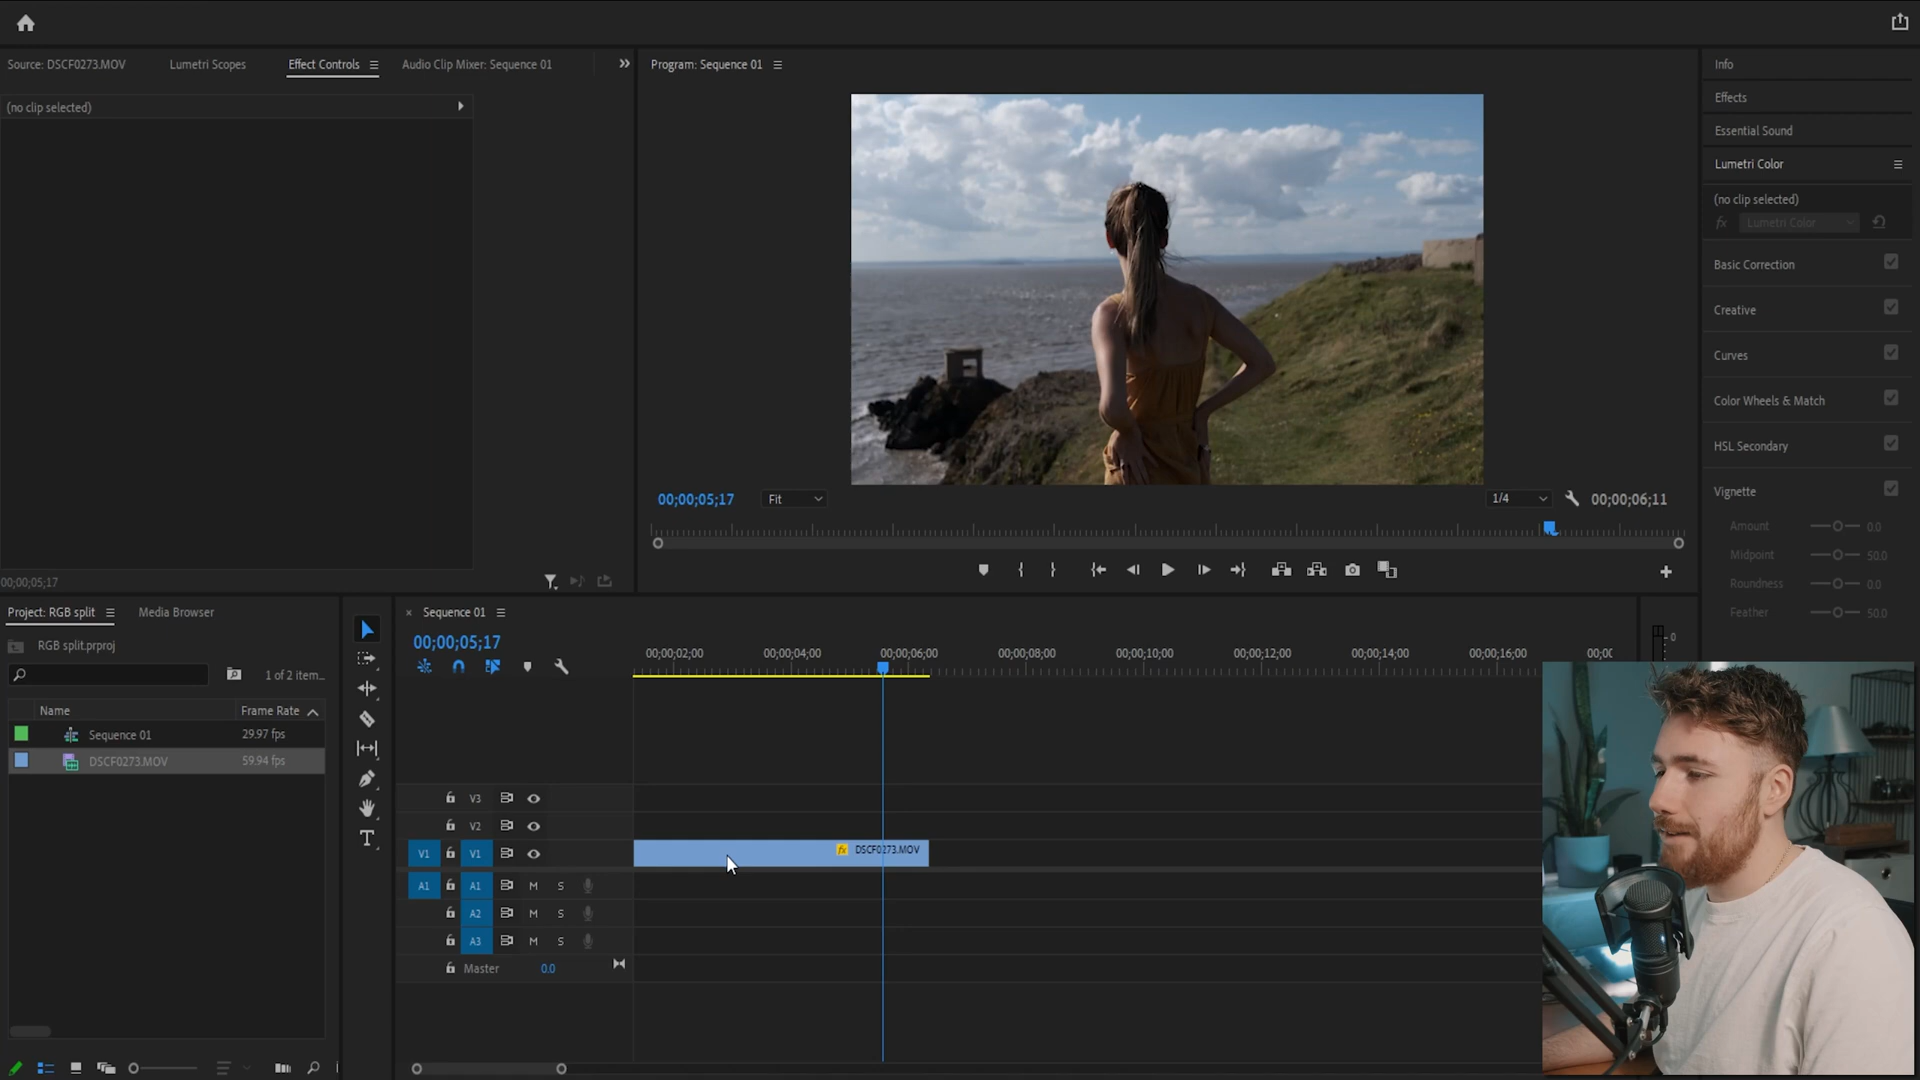 Source: DSCF0273.MOV
Lumetri Scopes
Effect Controls
Audio Clip Mixer: Sequence 01
Program: Sequence 01
(no clip selected)
00;00;05;17
00;00;05;17
Fit
1/4
00;00;06;11
Info
Effects
Essential Sound
Lumetri Color
(no clip selected)
fx
Lumetri Color
Basic Correction
Creative
Curves
Color Wheels & Match
HSL Secondary
Vignette
Amount 0.0
Midpoint 50.0
Roundness 0.0
Feather 50.0
Project: RGB split
Media Browser
RGB split.prproj
1 of 2 item...
Name
Frame Rate
Sequence 01
29.97 fps
DSCF0273.MOV
59.94 fps
Sequence 01
00;00;05;17
00;00;02;00
00;00;04;00
00;00;06;00
00;00;08;00
00;00;10;00
00;00;12;00
00;00;14;00
00;00;16;00
00;00;
0
V3
V2
V1 V1
fx DSCF0273.MOV
A1 A1 M S
A2 M S
A3 M S
Master 0.0
T